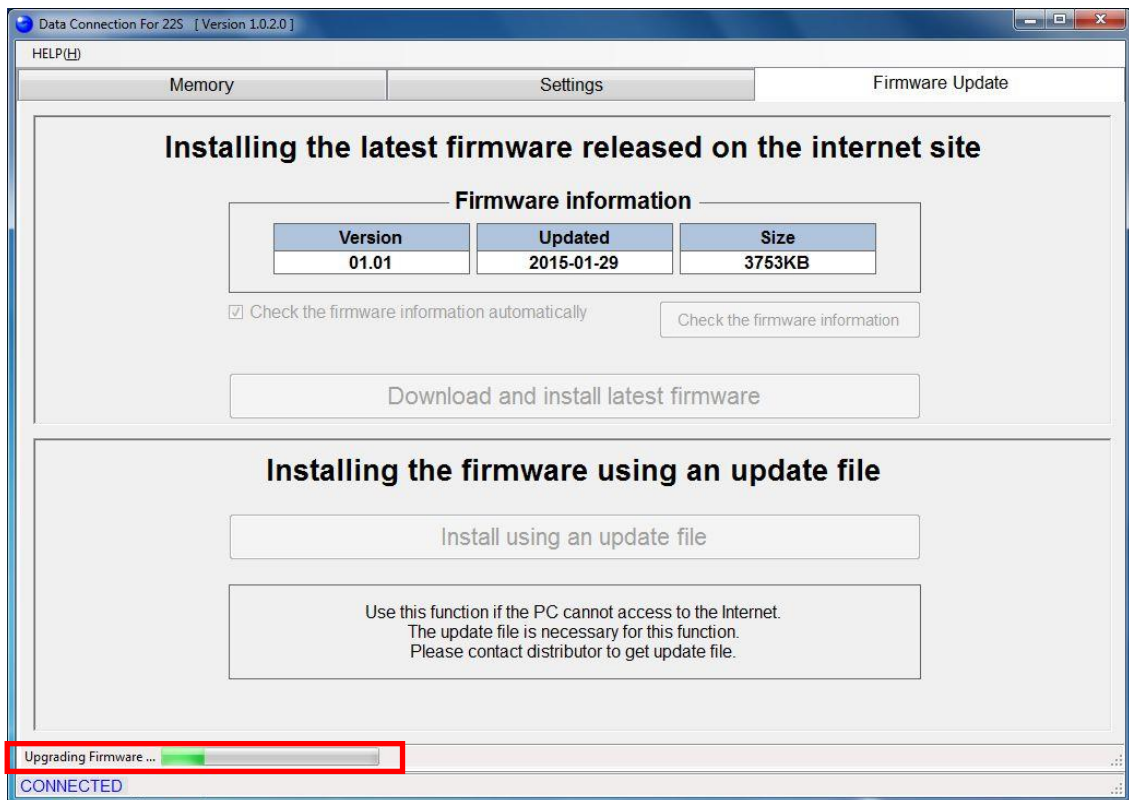 Data Connection For 22S [ Version 1.0.2.0 ]
HELP(H)
Memory Settings Firmware Update
Installing the latest firmware released on the internet site
Firmware information
Version Updated Size
01.01 2015-01-29 3753KB
Check the firmware information automatically Check the firmware information
Download and install latest firmware
Installing the firmware using an update file
Install using an update file
Use this function if the PC cannot access to the Internet.
The update file is necessary for this function.
Please contact distributor to get update file.
Upgrading Firmware ...
CONNECTED